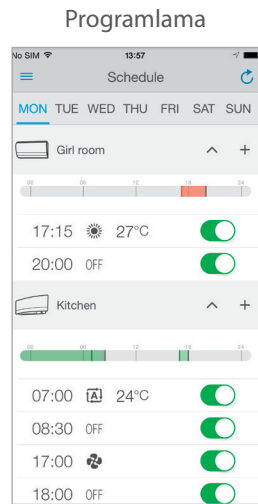 Programlama
No SIM 13:57
Schedule
MON TUE WED THU FRI SAT SUN
Girl room
00 06 12 18 24
17:15 27°C
20:00 OFF
Kitchen
00 06 12 18 24
07:00 A 24°C
08:30 OFF
17:00
18:00 OFF